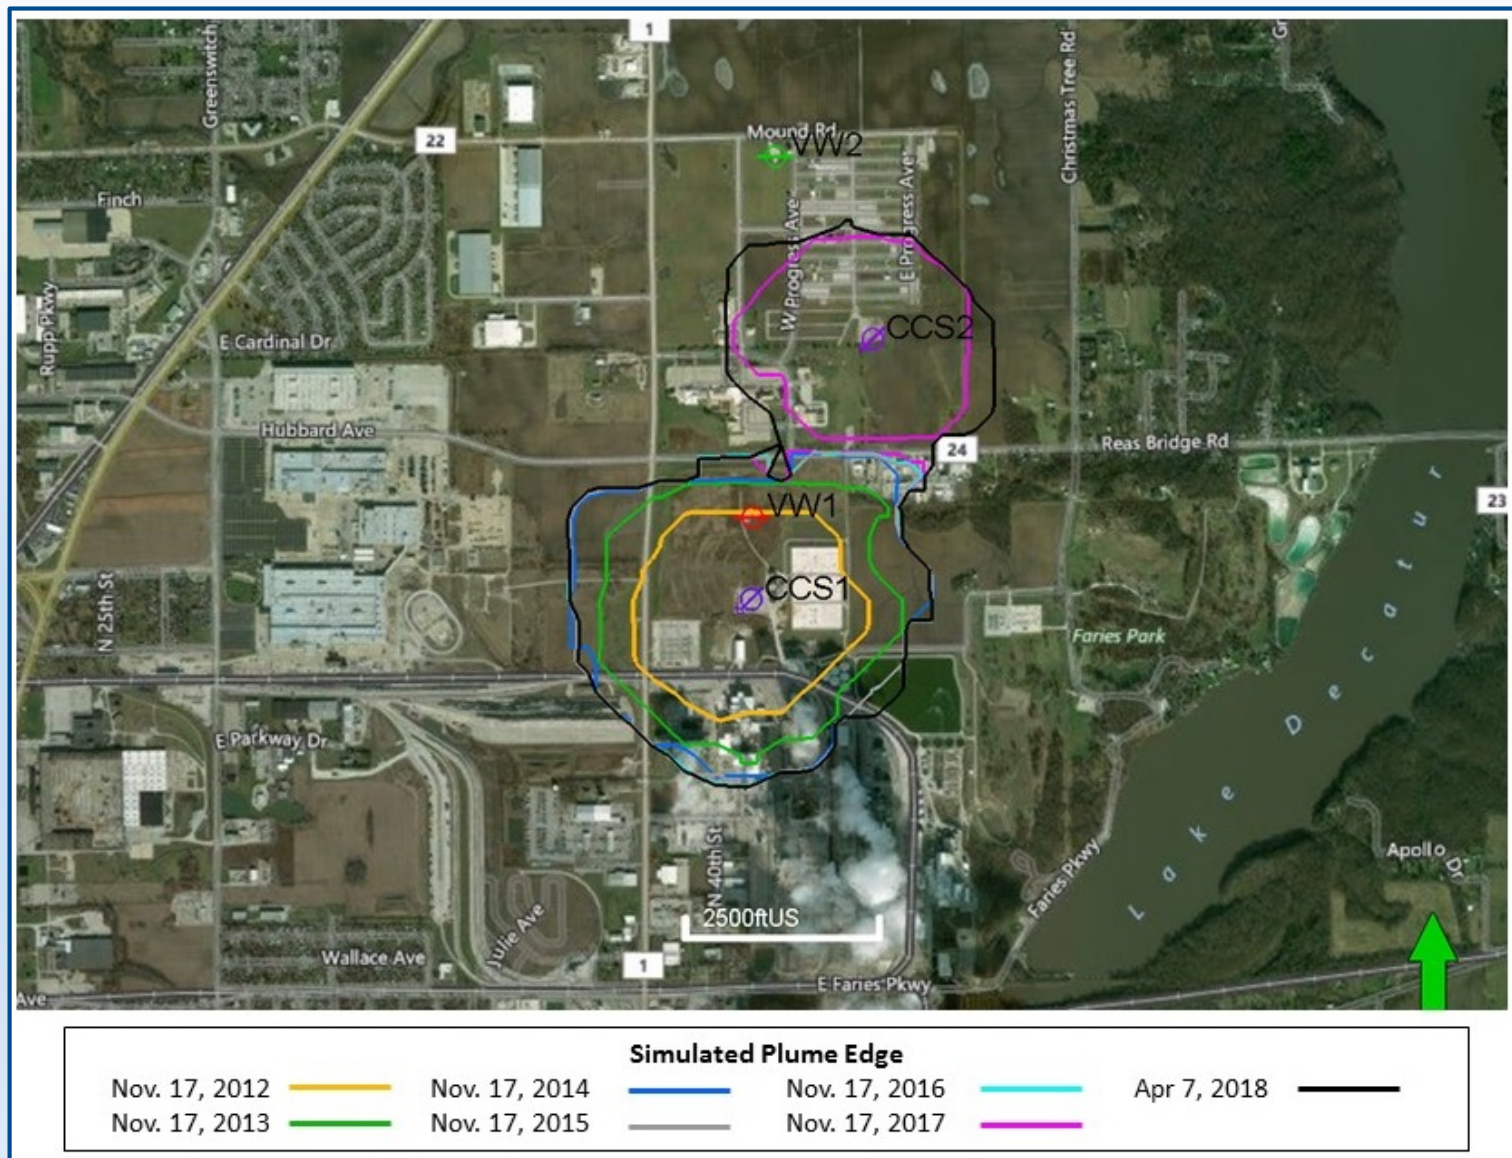 1
Greenswitch
Christmas Tree Rd
Gr
22
Mound Rd
VW2
Finch
W Progress Ave
E Progress Ave
Rupp Pkwy
E Cardinal Dr
CCS2
Hubbard Ave
24
Reas Bridge Rd
23
VW1
N 25th St
CCS1
Faries Park
Lake Decatur
E Parkway Dr
N 40th St
Faries Pkwy
Apollo Dr
2500ftUS
Julie Ave
Wallace Ave
1
E Faries Pkwy
Ave
Simulated Plume Edge
Nov. 17, 2012 Nov. 17, 2014 Nov. 17, 2016 Apr 7, 2018
Nov. 17, 2013 Nov. 17, 2015 Nov. 17, 2017